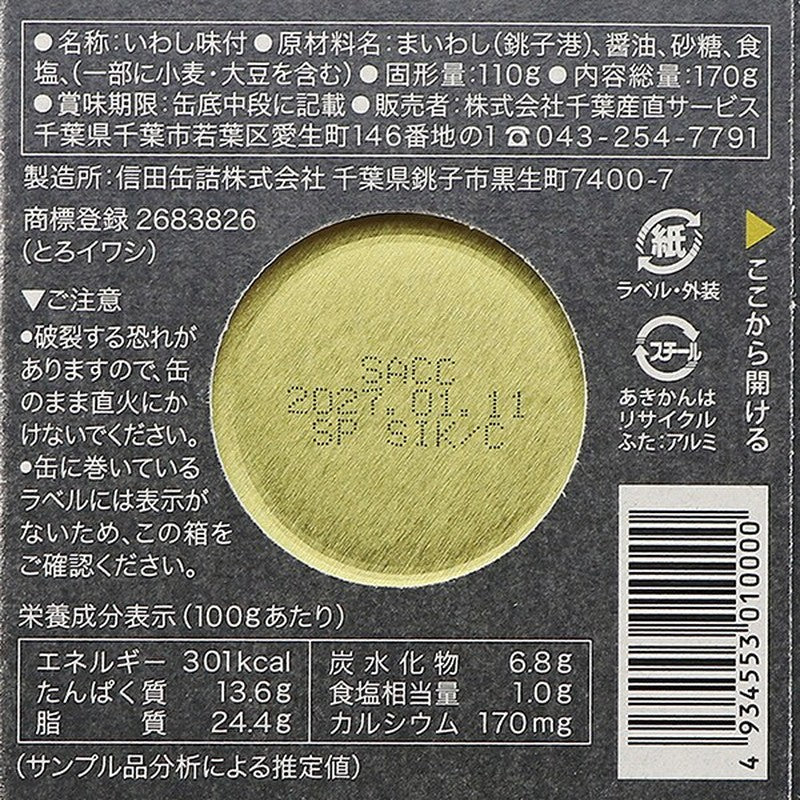 ●名称:いわし味付●原材料名:まいわし(銚子港)、醤油、砂糖、食
塩、(一部に小麦・大豆を含む)●固形量:110g●内容総量:170g
●賞味期限:缶底中段に記載●販売者:株式会社千葉産直サービス
千葉県千葉市若葉区愛生町146番地の1 ☎043-254-7791
製造所:信田缶詰株式会社 千葉県銚子市黒生町7400-7
商標登録 2683826
(とろイワシ)
▼ご注意
●破裂する恐れが
ありますので、缶
のまま直火にか
けないでください。
●缶に巻いている
ラベルには表示が
ないため、この箱を
ご確認ください。
SACC
2027.01.11
SP SIK/C
紙
ラベル・外装
スチール
あきかんは
リサイクル
ふた:アルミ
▶ここから開ける
栄養成分表示(100gあたり)
エネルギー 301kcal
たんぱく質 13.6g
脂質 24.4g
炭水化物 6.8g
食塩相当量 1.0g
カルシウム 170mg
(サンプル品分析による推定値)
4 934553 010000